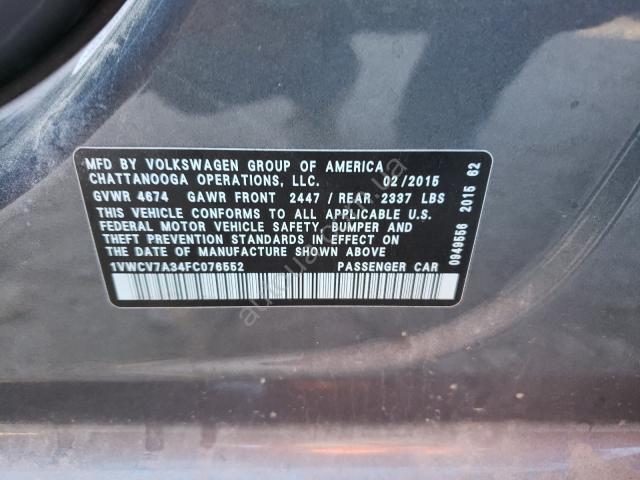 MFD BY VOLKSWAGEN GROUP OF AMERICA
CHATTANOOGA OPERATIONS, LLC. 02/2015
GVWR 4674 GAWR FRONT 2447 / REAR 2337 LBS
THIS VEHICLE CONFORMS TO ALL APPLICABLE U.S.
FEDERAL MOTOR VEHICLE SAFETY, BUMPER AND
THEFT PREVENTION STANDARDS IN EFFECT ON
THE DATE OF MANUFACTURE SHOWN ABOVE
1VWCV7A34FC076552 PASSENGER CAR
0949556 2015 62